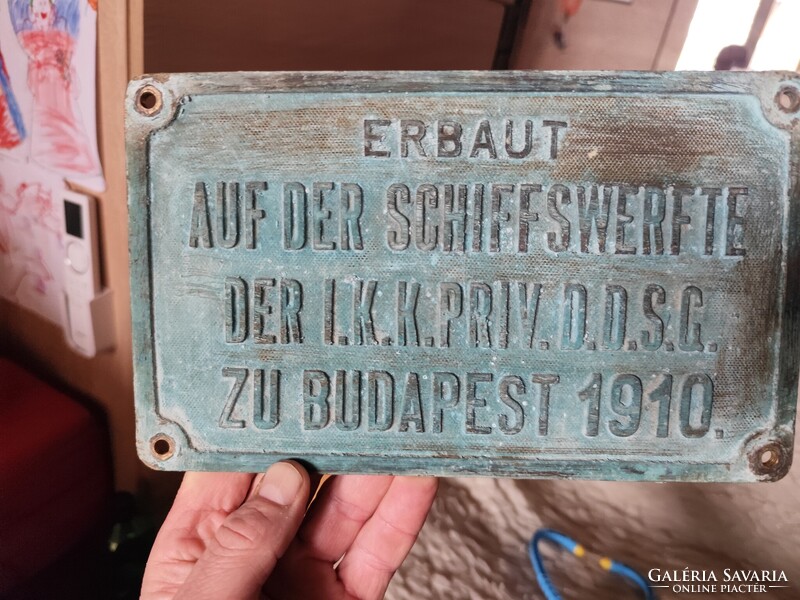 ERBAUT
AUF DER SCHIFFSWERFTE
DER I.K.K.PRIV.D.D.S.G.
ZU BUDAPEST 1910.
GALÉRIA SAVARIA
ONLINE PIACTÉR